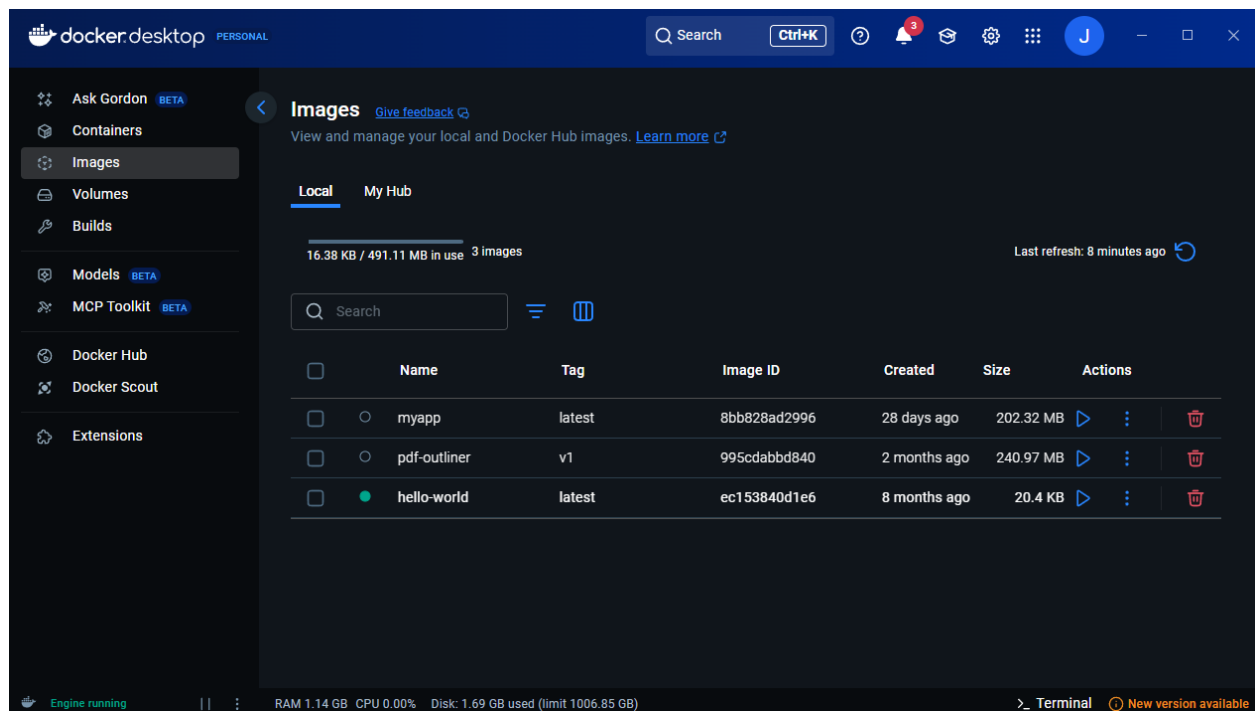 docker.desktop PERSONAL Search Ctrl+K 3 J
Ask Gordon BETA
Containers
Images
Volumes
Builds
Models BETA
MCP Toolkit BETA
Docker Hub
Docker Scout
Extensions
Images Give feedback
View and manage your local and Docker Hub images. Learn more
Local My Hub
16.38 KB / 491.11 MB in use 3 images Last refresh: 8 minutes ago
Search
Name Tag Image ID Created Size Actions
myapp latest 8bb828ad2996 28 days ago 202.32 MB
pdf-outliner v1 995cdabbd840 2 months ago 240.97 MB
hello-world latest ec153840d1e6 8 months ago 20.4 KB
Engine running RAM 1.14 GB CPU 0.00% Disk: 1.69 GB used (limit 1006.85 GB) >_ Terminal New version available